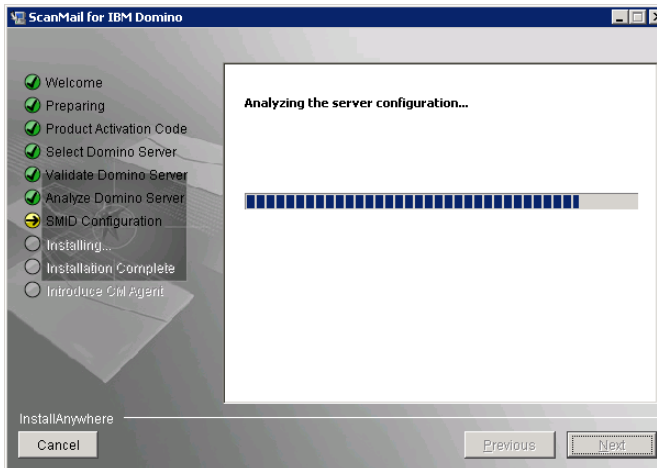 ScanMail for IBM Domino
Welcome
Preparing
Product Activation Code
Select Domino Server
Validate Domino Server
Analyze Domino Server
SMID Configuration
Installing...
Installation Complete
Introduce CM Agent
Analyzing the server configuration...
InstallAnywhere
Cancel
Previous
Next